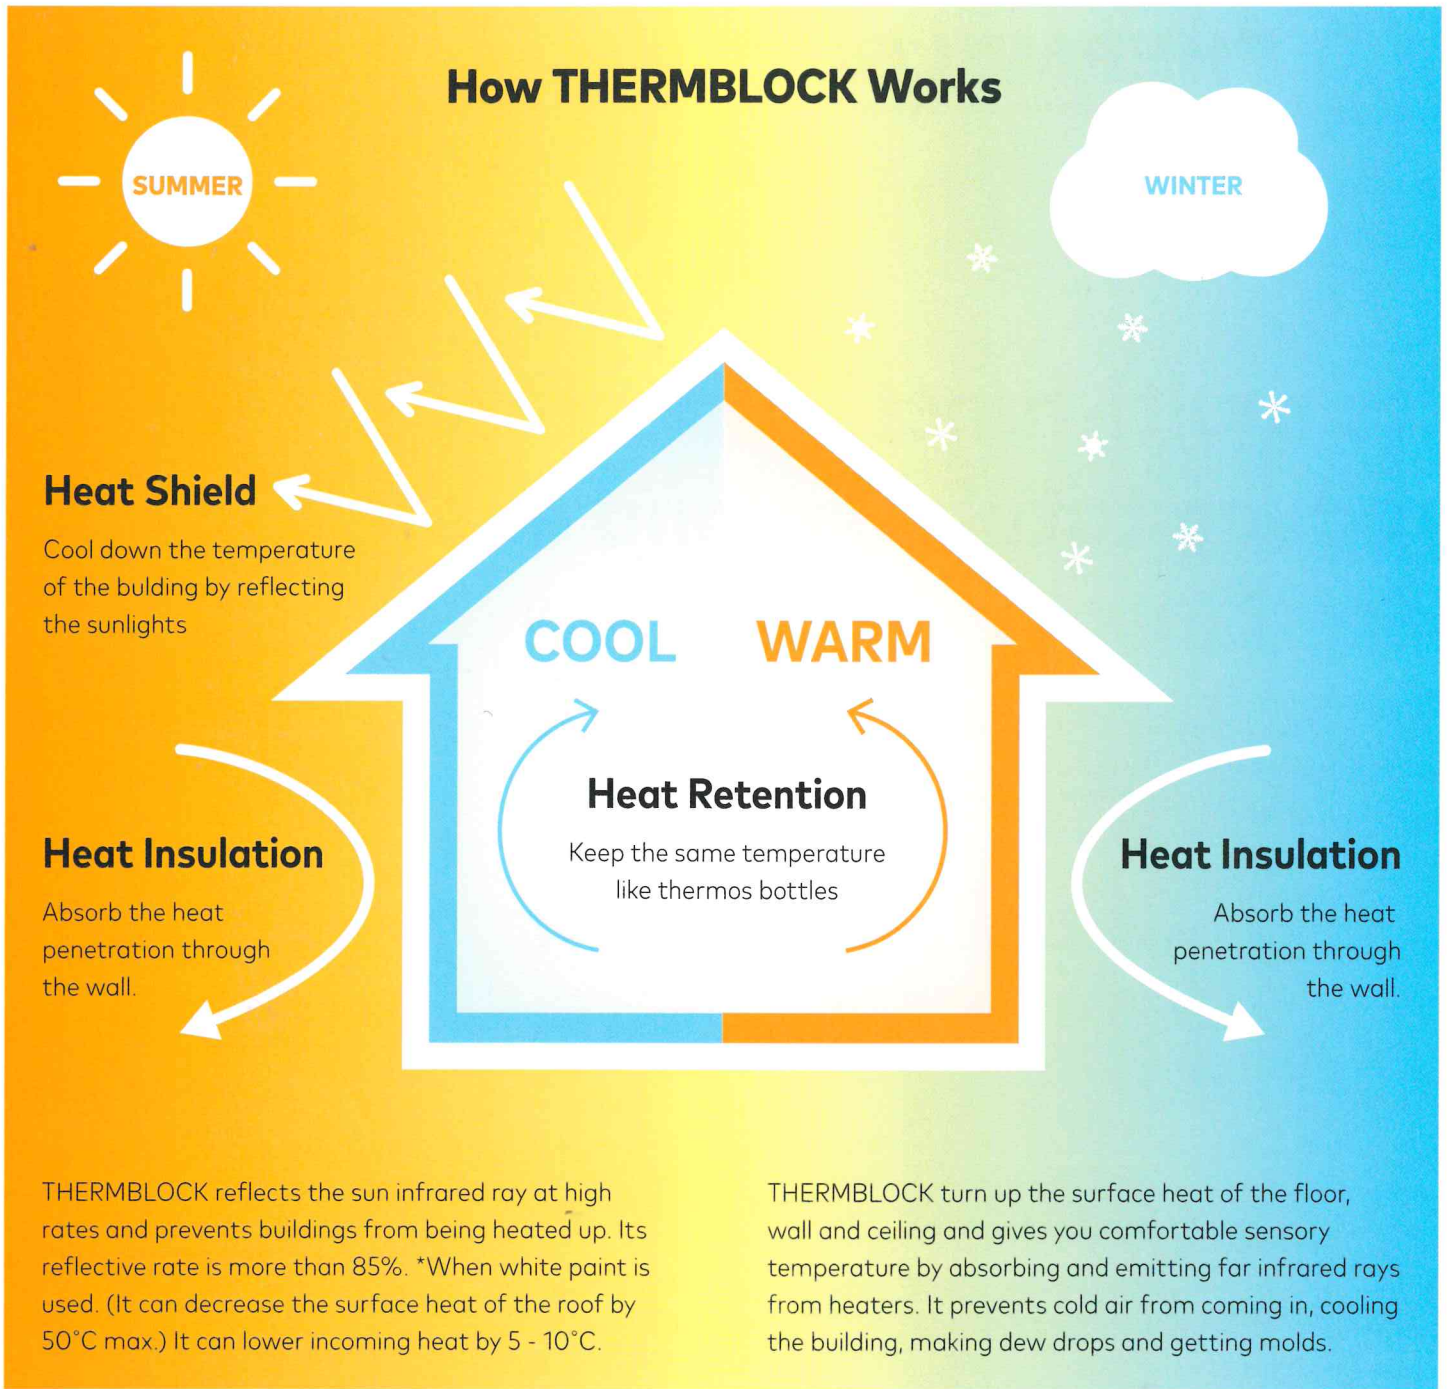 How THERMBLOCK Works
SUMMER
WINTER
Heat Shield
Cool down the temperature
of the bulding by reflecting
the sunlights
COOL
WARM
Heat Retention
Keep the same temperature
like thermos bottles
Heat Insulation
Absorb the heat
penetration through
the wall.
Heat Insulation
Absorb the heat
penetration through
the wall.
THERMBLOCK reflects the sun infrared ray at high
rates and prevents buildings from being heated up. Its
reflective rate is more than 85%. *When white paint is
used. (It can decrease the surface heat of the roof by
50°C max.) It can lower incoming heat by 5 - 10°C.
THERMBLOCK turn up the surface heat of the floor,
wall and ceiling and gives you comfortable sensory
temperature by absorbing and emitting far infrared rays
from heaters. It prevents cold air from coming in, cooling
the building, making dew drops and getting molds.